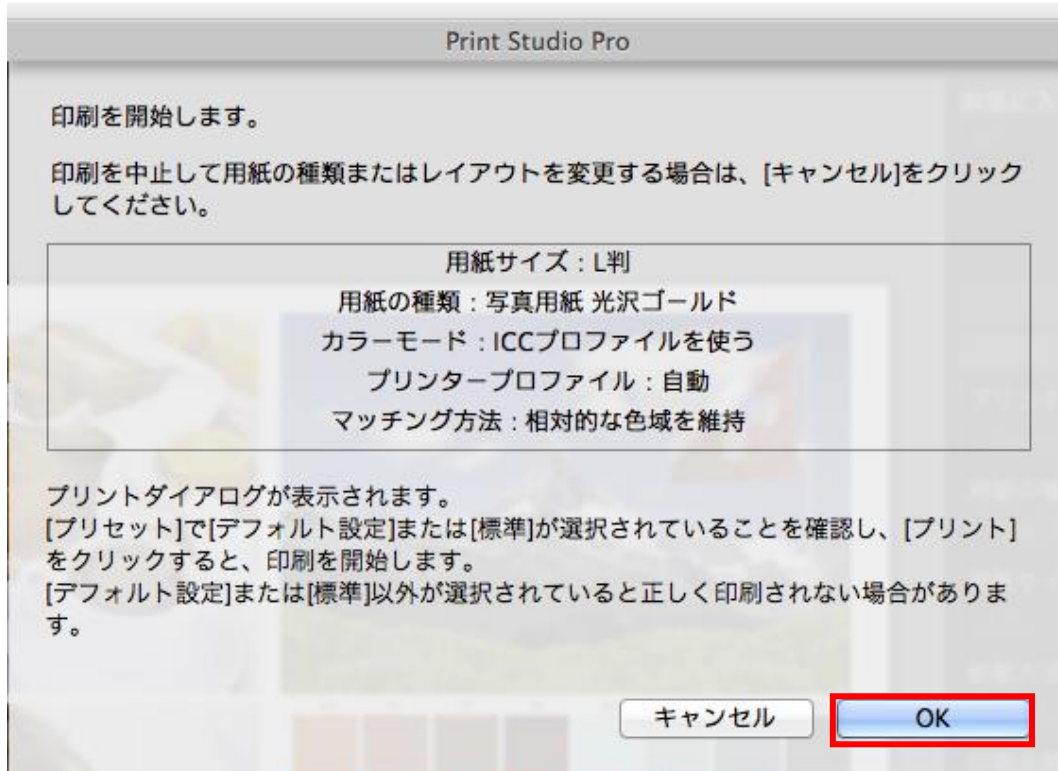 Print Studio Pro
印刷を開始します。
印刷を中止して用紙の種類またはレイアウトを変更する場合は、[キャンセル]をクリック
してください。
用紙サイズ：L判
用紙の種類：写真用紙 光沢ゴールド
カラーモード：ICCプロファイルを使う
プリンタープロファイル：自動
マッチング方法：相対的な色域を維持
プリントダイアログが表示されます。
[プリセット]で[デフォルト設定]または[標準]が選択されていることを確認し、[プリント]
をクリックすると、印刷を開始します。
[デフォルト設定]または[標準]以外が選択されていると正しく印刷されない場合がありま
す。
キャンセル
OK